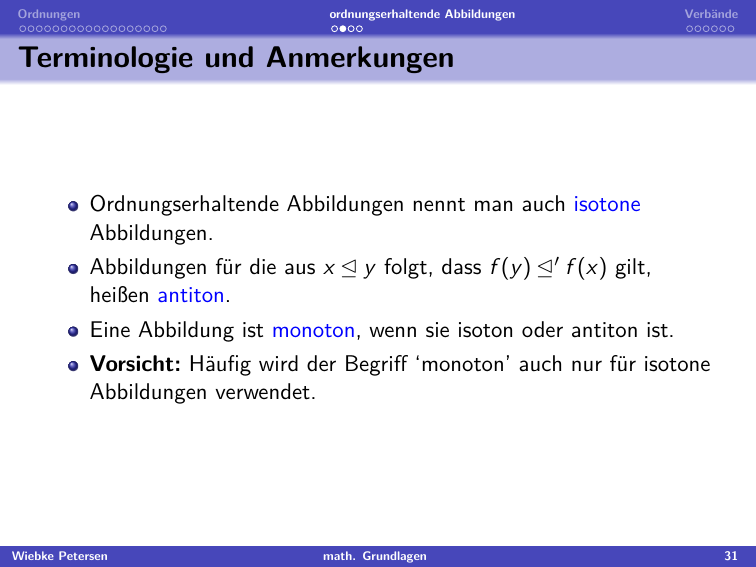 Ordnungen ordnungserhaltende Abbildungen Verbände
Terminologie und Anmerkungen
Ordnungserhaltende Abbildungen nennt man auch isotone
Abbildungen.
Abbildungen für die aus x ⊴ y folgt, dass f(y) ⊴′ f(x) gilt,
heißen antiton.
Eine Abbildung ist monoton, wenn sie isoton oder antiton ist.
Vorsicht: Häufig wird der Begriff ‘monoton’ auch nur für isotone
Abbildungen verwendet.
Wiebke Petersen math. Grundlagen 31